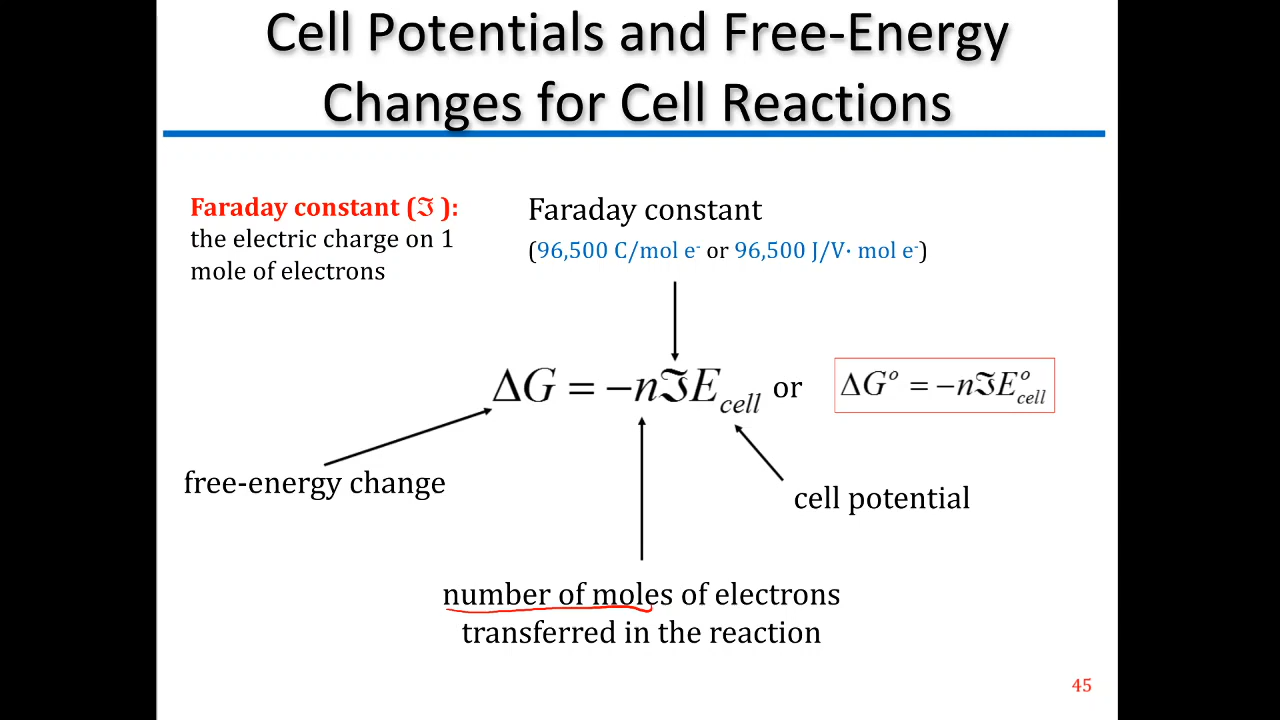 Cell Potentials and Free-Energy
Changes for Cell Reactions
Faraday constant (ℑ ):
the electric charge on 1
mole of electrons
Faraday constant
(96,500 C/mol e⁻ or 96,500 J/V· mol e⁻)
ΔG = −nℑE_cell or ΔG° = −nℑE°_cell
free-energy change
cell potential
number of moles of electrons
transferred in the reaction
45